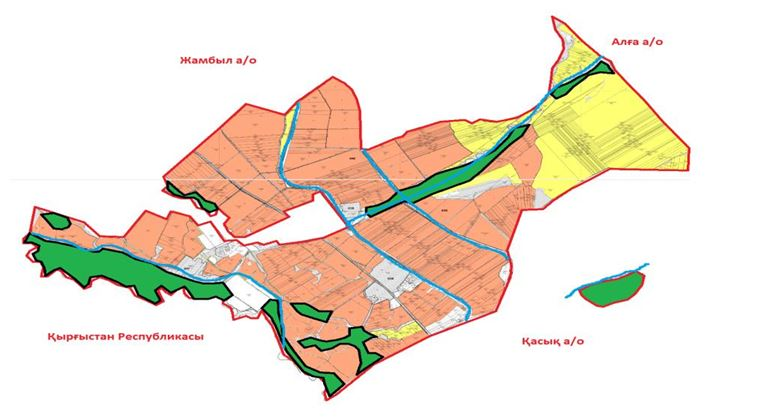 Алға а/о
Жамбыл а/о
Қырғыстан Республикасы
Қасық а/о